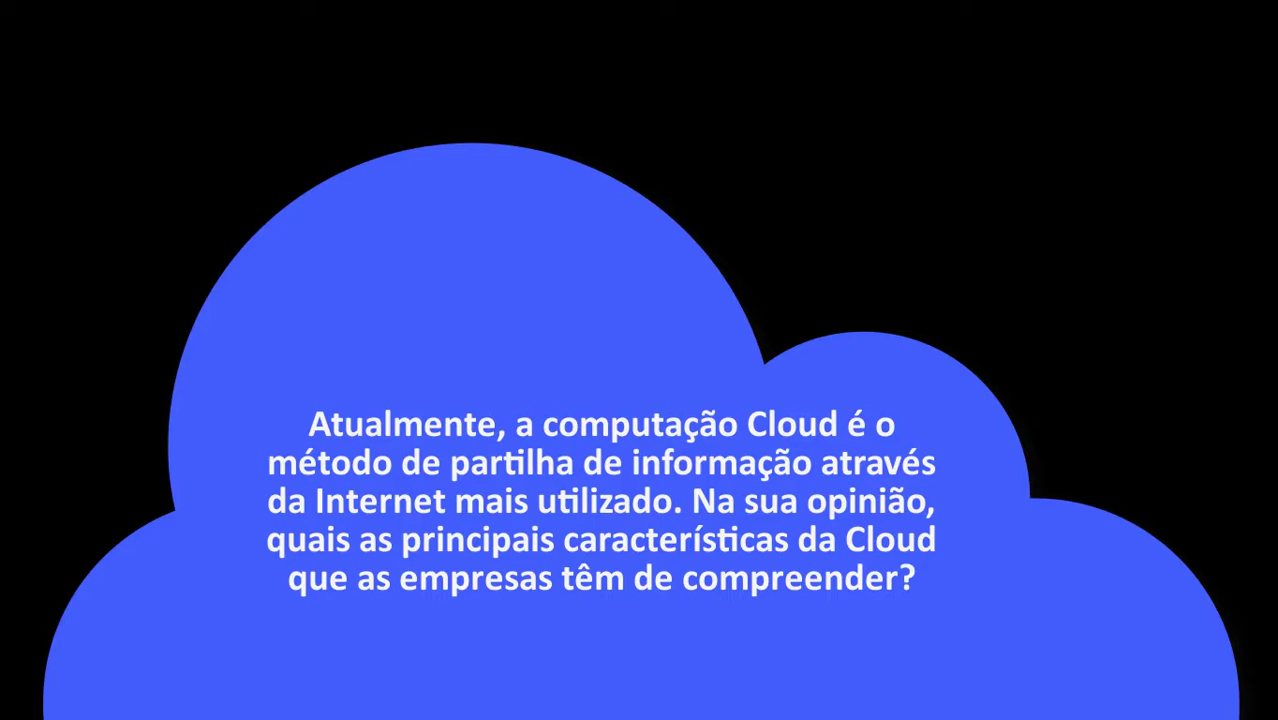 Atualmente, a computação Cloud é o
método de partilha de informação através
da Internet mais utilizado. Na sua opinião,
quais as principais características da Cloud
que as empresas têm de compreender?